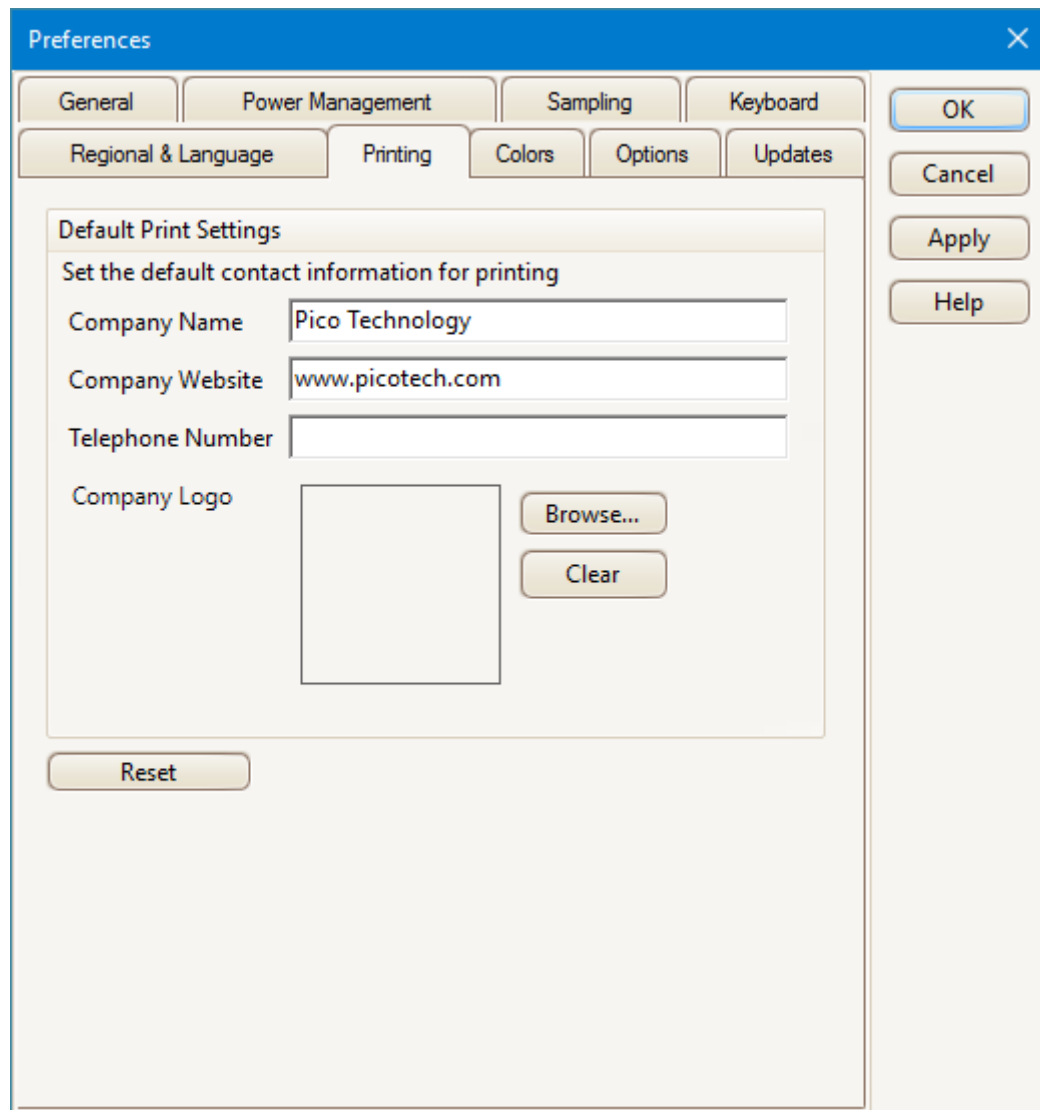 Preferences
General Power Management Sampling Keyboard
Regional & Language Printing Colors Options Updates
OK
Cancel
Apply
Help
Default Print Settings
Set the default contact information for printing
Company Name Pico Technology
Company Website www.picotech.com
Telephone Number
Company Logo
Browse...
Clear
Reset